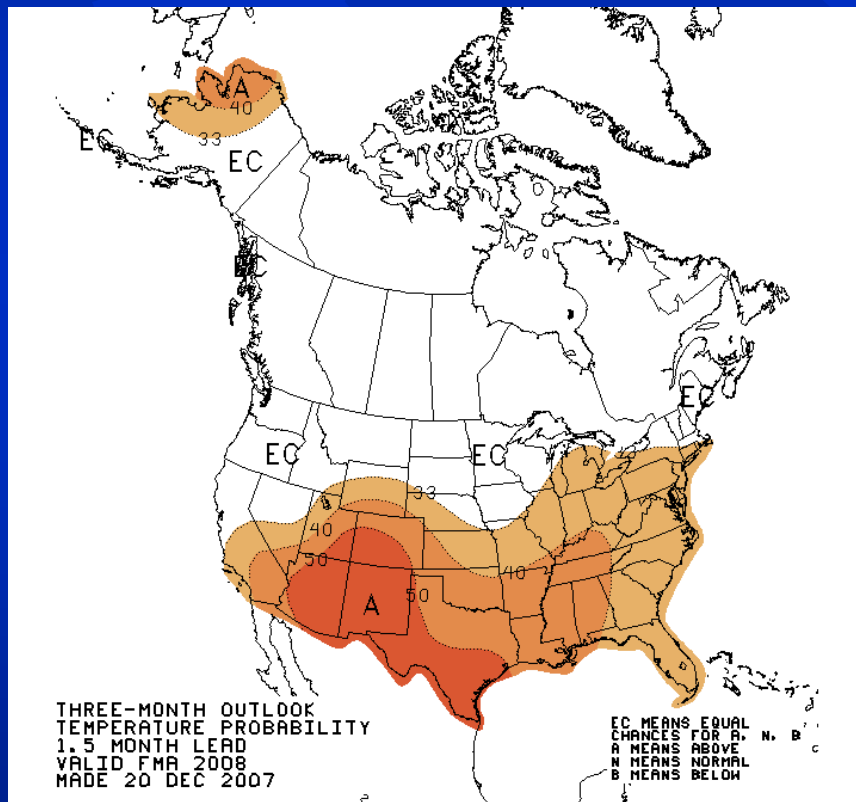 A
40
33
EC
EC
EC
EC
EC
EC
33
40
50
40
50
A
THREE-MONTH OUTLOOK
TEMPERATURE PROBABILITY
1.5 MONTH LEAD
VALID FMA 2008
MADE 20 DEC 2007
EC MEANS EQUAL
CHANCES FOR A, N, B
A MEANS ABOVE
N MEANS NORMAL
B MEANS BELOW